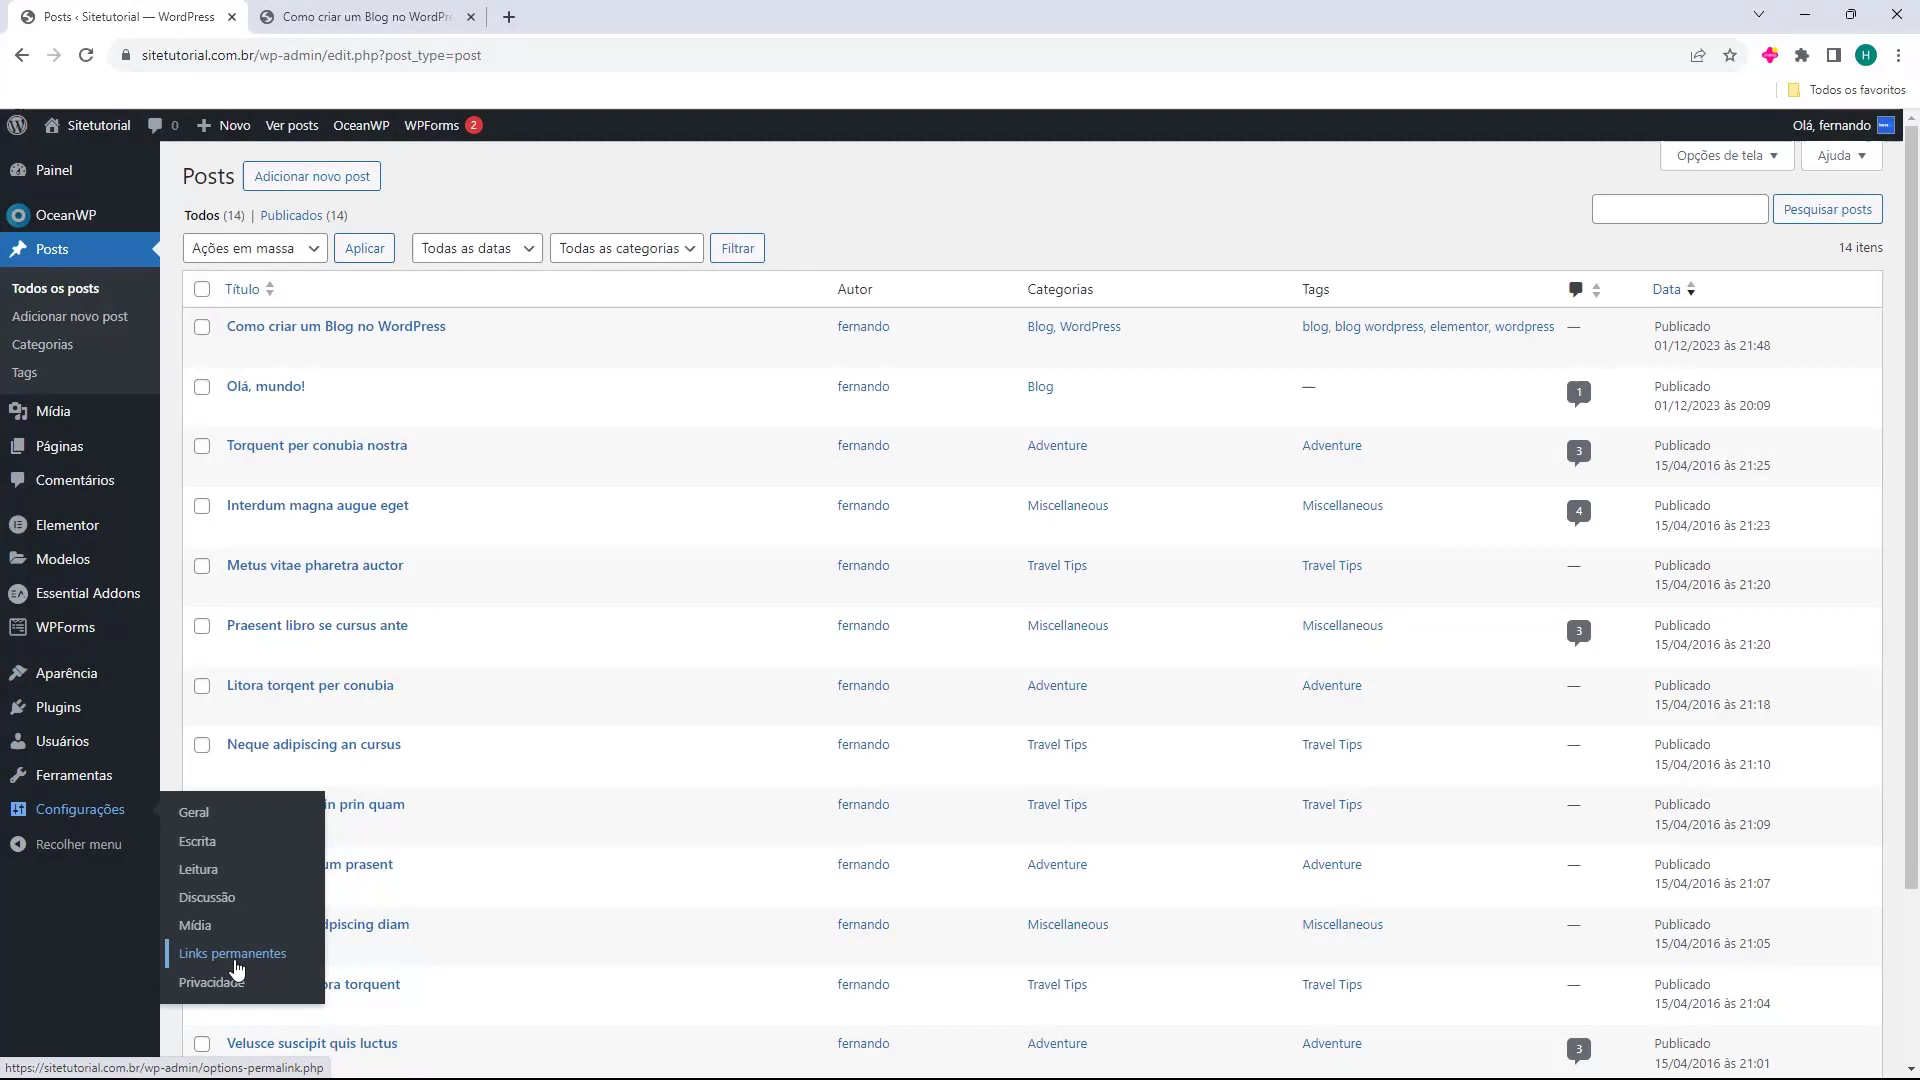 Posts ‹ Sitetutorial — WordPress
Como criar um Blog no WordPr
sitetutorial.com.br/wp-admin/edit.php?post_type=post
H
Todos os favoritos
Sitetutorial
0
Novo
Ver posts
OceanWP
WPForms 2
Olá, fernando
Painel
OceanWP
Posts
Todos os posts
Adicionar novo post
Categorias
Tags
Mídia
Páginas
Comentários
Elementor
Modelos
Essential Addons
WPForms
Aparência
Plugins
Usuários
Ferramentas
Configurações
Recolher menu
Geral
Escrita
Leitura
Discussão
Mídia
Links permanentes
Privacidade
Posts
Adicionar novo post
Opções de tela
Ajuda
Todos (14) | Publicados (14)
Pesquisar posts
Ações em massa
Aplicar
Todas as datas
Todas as categorias
Filtrar
14 itens
Título
Autor
Categorias
Tags
Data
Como criar um Blog no WordPress
fernando
Blog, WordPress
blog, blog wordpress, elementor, wordpress
—
Publicado
01/12/2023 às 21:48
Olá, mundo!
fernando
Blog
—
1
Publicado
01/12/2023 às 20:09
Torquent per conubia nostra
fernando
Adventure
Adventure
3
Publicado
15/04/2016 às 21:25
Interdum magna augue eget
fernando
Miscellaneous
Miscellaneous
4
Publicado
15/04/2016 às 21:23
Metus vitae pharetra auctor
fernando
Travel Tips
Travel Tips
—
Publicado
15/04/2016 às 21:20
Praesent libro se cursus ante
fernando
Miscellaneous
Miscellaneous
3
Publicado
15/04/2016 às 21:20
Litora torqent per conubia
fernando
Adventure
Adventure
—
Publicado
15/04/2016 às 21:18
Neque adipiscing an cursus
fernando
Travel Tips
Travel Tips
—
Publicado
15/04/2016 às 21:10
in prin quam
fernando
Travel Tips
Travel Tips
—
Publicado
15/04/2016 às 21:09
um prasent
fernando
Adventure
Adventure
—
Publicado
15/04/2016 às 21:07
dpiscing diam
fernando
Miscellaneous
Miscellaneous
—
Publicado
15/04/2016 às 21:05
ora torquent
fernando
Travel Tips
Travel Tips
—
Publicado
15/04/2016 às 21:04
Velusce suscipit quis luctus
fernando
Adventure
Adventure
3
Publicado
15/04/2016 às 21:01
https://sitetutorial.com.br/wp-admin/options-permalink.php